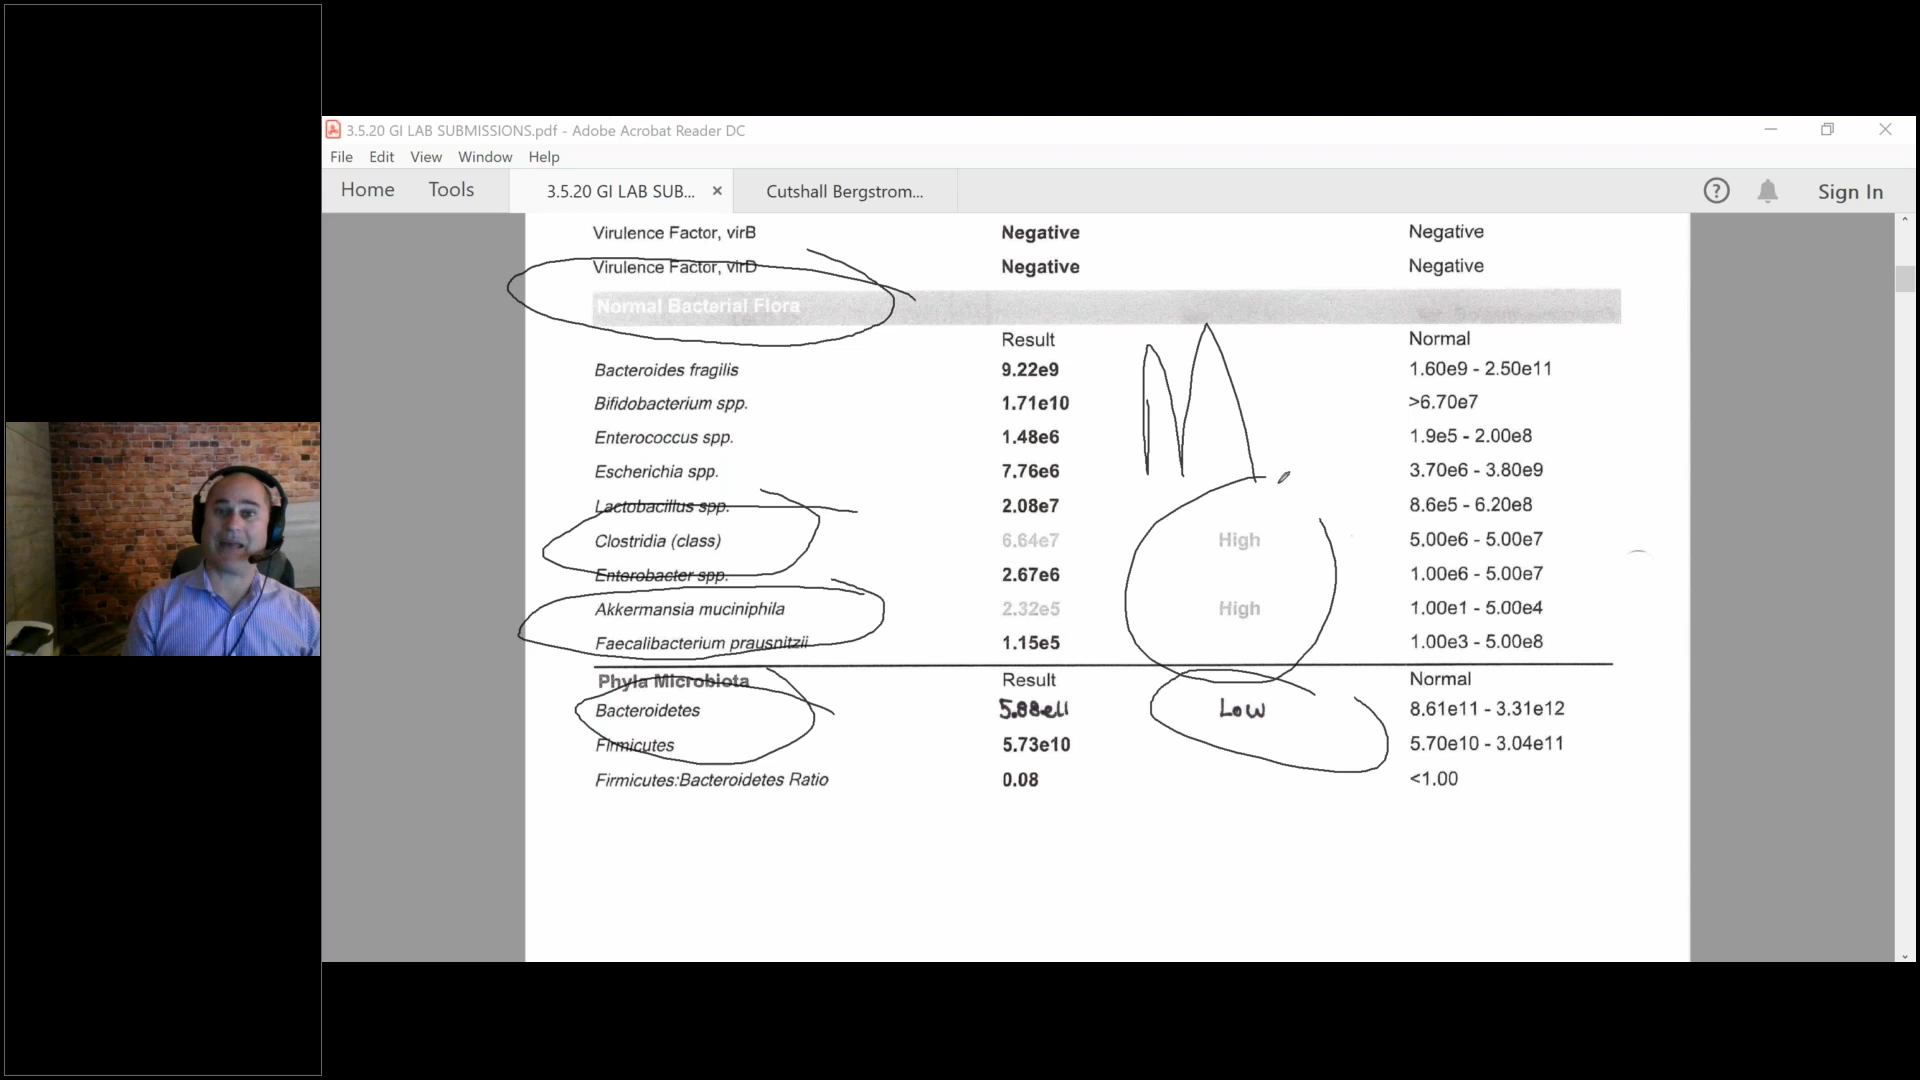 3.5.20 GI LAB SUBMISSIONS.pdf - Adobe Acrobat Reader DC
File Edit View Window Help
Home Tools 3.5.20 GI LAB SUB... × Cutshall Bergstrom... ? Sign In
Virulence Factor, virB Negative Negative
Virulence Factor, virD Negative Negative
Normal Bacterial Flora
Result Normal
Bacteroides fragilis 9.22e9 1.60e9 - 2.50e11
Bifidobacterium spp. 1.71e10 >6.70e7
Enterococcus spp. 1.48e6 1.9e5 - 2.00e8
Escherichia spp. 7.76e6 3.70e6 - 3.80e9
Lactobacillus spp. 2.08e7 8.6e5 - 6.20e8
Clostridia (class) 6.64e7 High 5.00e6 - 5.00e7
Enterobacter spp. 2.67e6 1.00e6 - 5.00e7
Akkermansia muciniphila 2.32e5 High 1.00e1 - 5.00e4
Faecalibacterium prausnitzii 1.15e5 1.00e3 - 5.00e8
Phyla Microbiota Result Normal
Bacteroidetes 5.88e11 Low 8.61e11 - 3.31e12
Firmicutes 5.73e10 5.70e10 - 3.04e11
Firmicutes:Bacteroidetes Ratio 0.08 <1.00